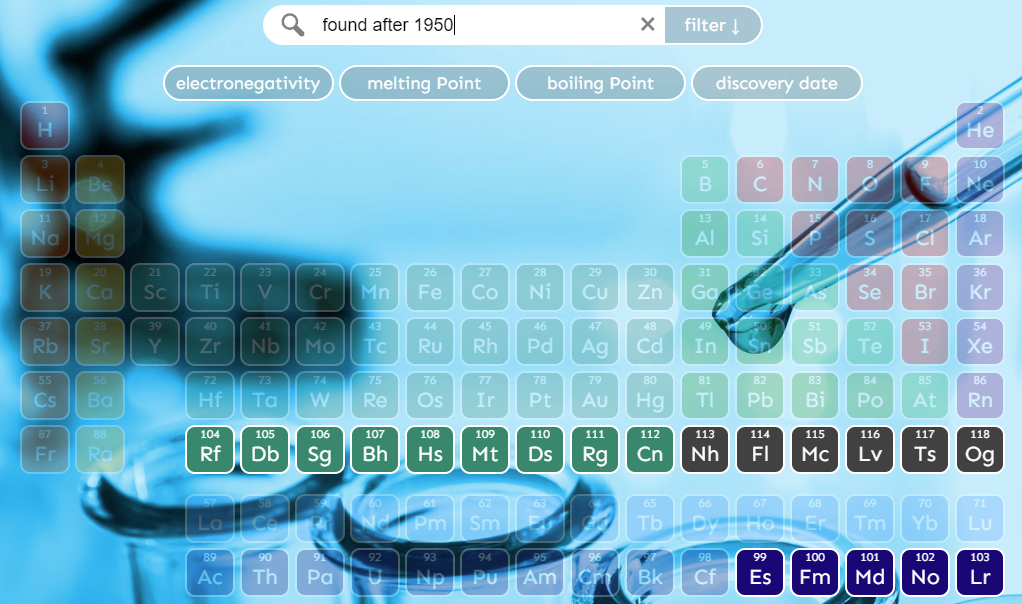 found after 1950 ✕ filter ↓
electronegativity melting Point boiling Point discovery date
1 2
H He
3 4 5 6 7 8 9 10
Li Be B C N O F Ne
11 12 13 14 15 16 17 18
Na Mg Al Si P S Cl Ar
19 20 21 22 23 24 25 26 27 28 29 30 31 32 33 34 35 36
K Ca Sc Ti V Cr Mn Fe Co Ni Cu Zn Ga Ge As Se Br Kr
37 38 39 40 41 42 43 44 45 46 47 48 49 50 51 52 53 54
Rb Sr Y Zr Nb Mo Tc Ru Rh Pd Ag Cd In Sn Sb Te I Xe
55 56 72 73 74 75 76 77 78 79 80 81 82 83 84 85 86
Cs Ba Hf Ta W Re Os Ir Pt Au Hg Tl Pb Bi Po At Rn
87 88 104 105 106 107 108 109 110 111 112 113 114 115 116 117 118
Fr Ra Rf Db Sg Bh Hs Mt Ds Rg Cn Nh Fl Mc Lv Ts Og
57 58 59 60 61 62 63 64 65 66 67 68 69 70 71
La Ce Pr Nd Pm Sm Eu Gd Tb Dy Ho Er Tm Yb Lu
89 90 91 92 93 94 95 96 97 98 99 100 101 102 103
Ac Th Pa U Np Pu Am Cm Bk Cf Es Fm Md No Lr